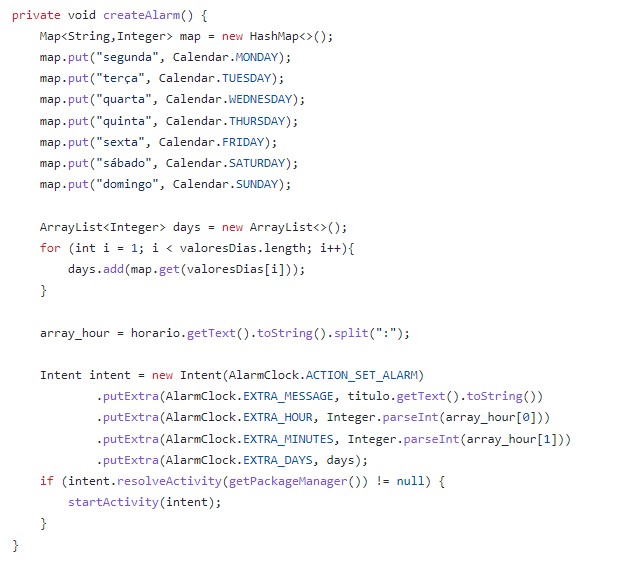 private void createAlarm() {
Map<String,Integer> map = new HashMap<>();
map.put("segunda", Calendar.MONDAY);
map.put("terça", Calendar.TUESDAY);
map.put("quarta", Calendar.WEDNESDAY);
map.put("quinta", Calendar.THURSDAY);
map.put("sexta", Calendar.FRIDAY);
map.put("sábado", Calendar.SATURDAY);
map.put("domingo", Calendar.SUNDAY);
ArrayList<Integer> days = new ArrayList<>();
for (int i = 1; i < valoresDias.length; i++){
days.add(map.get(valoresDias[i]));
}
array_hour = horario.getText().toString().split(":");
Intent intent = new Intent(AlarmClock.ACTION_SET_ALARM)
.putExtra(AlarmClock.EXTRA_MESSAGE, titulo.getText().toString())
.putExtra(AlarmClock.EXTRA_HOUR, Integer.parseInt(array_hour[0]))
.putExtra(AlarmClock.EXTRA_MINUTES, Integer.parseInt(array_hour[1]))
.putExtra(AlarmClock.EXTRA_DAYS, days);
if (intent.resolveActivity(getPackageManager()) != null) {
startActivity(intent);
}
}